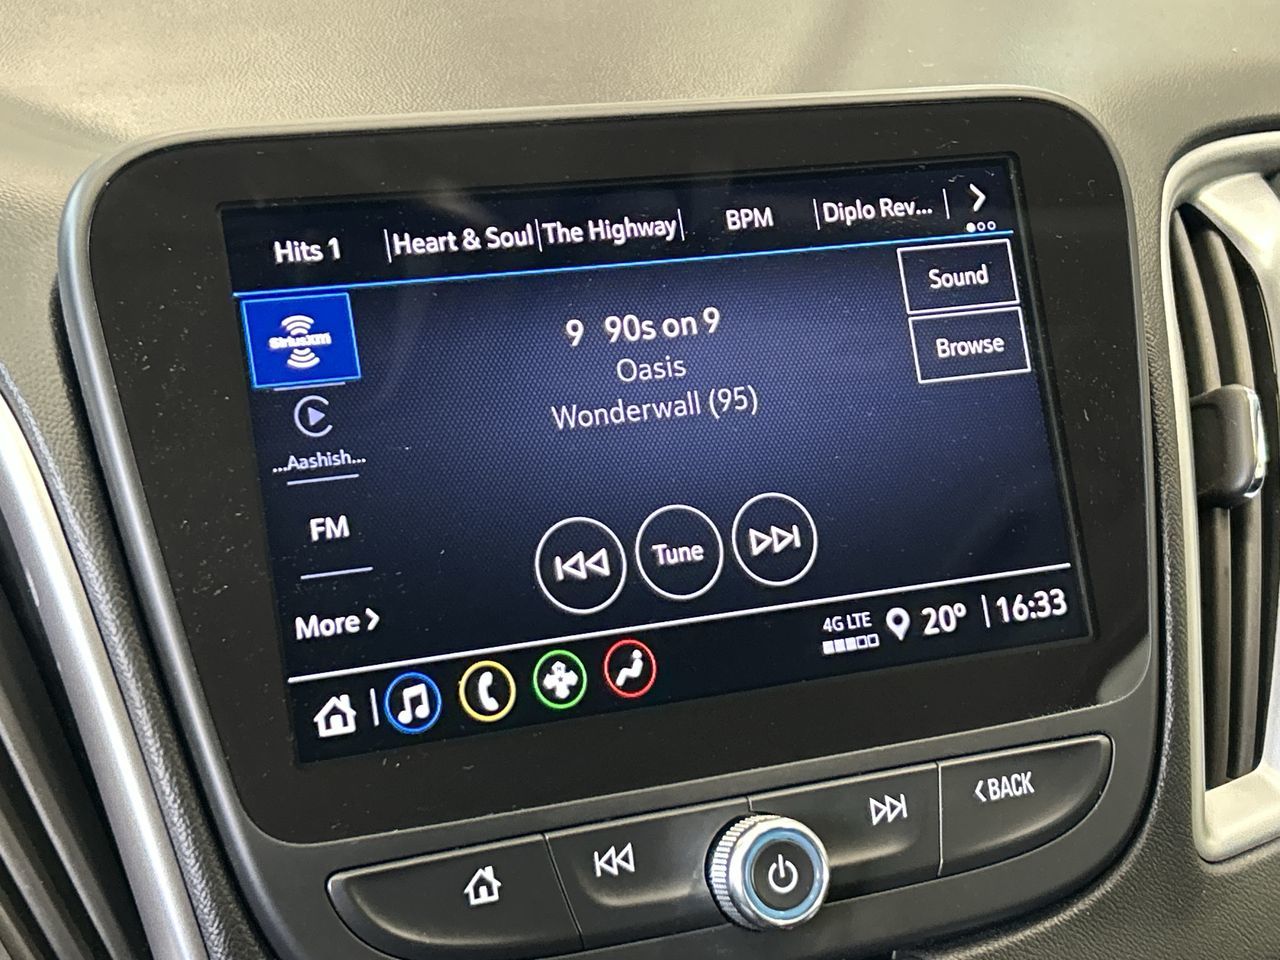 Hits 1 Heart & Soul The Highway BPM Diplo Rev...
SiriusXM
Sound
9 90s on 9
Oasis
Browse
Wonderwall (95)
...Aashish...
FM
Tune
More
4G LTE 20° 16:33
BACK